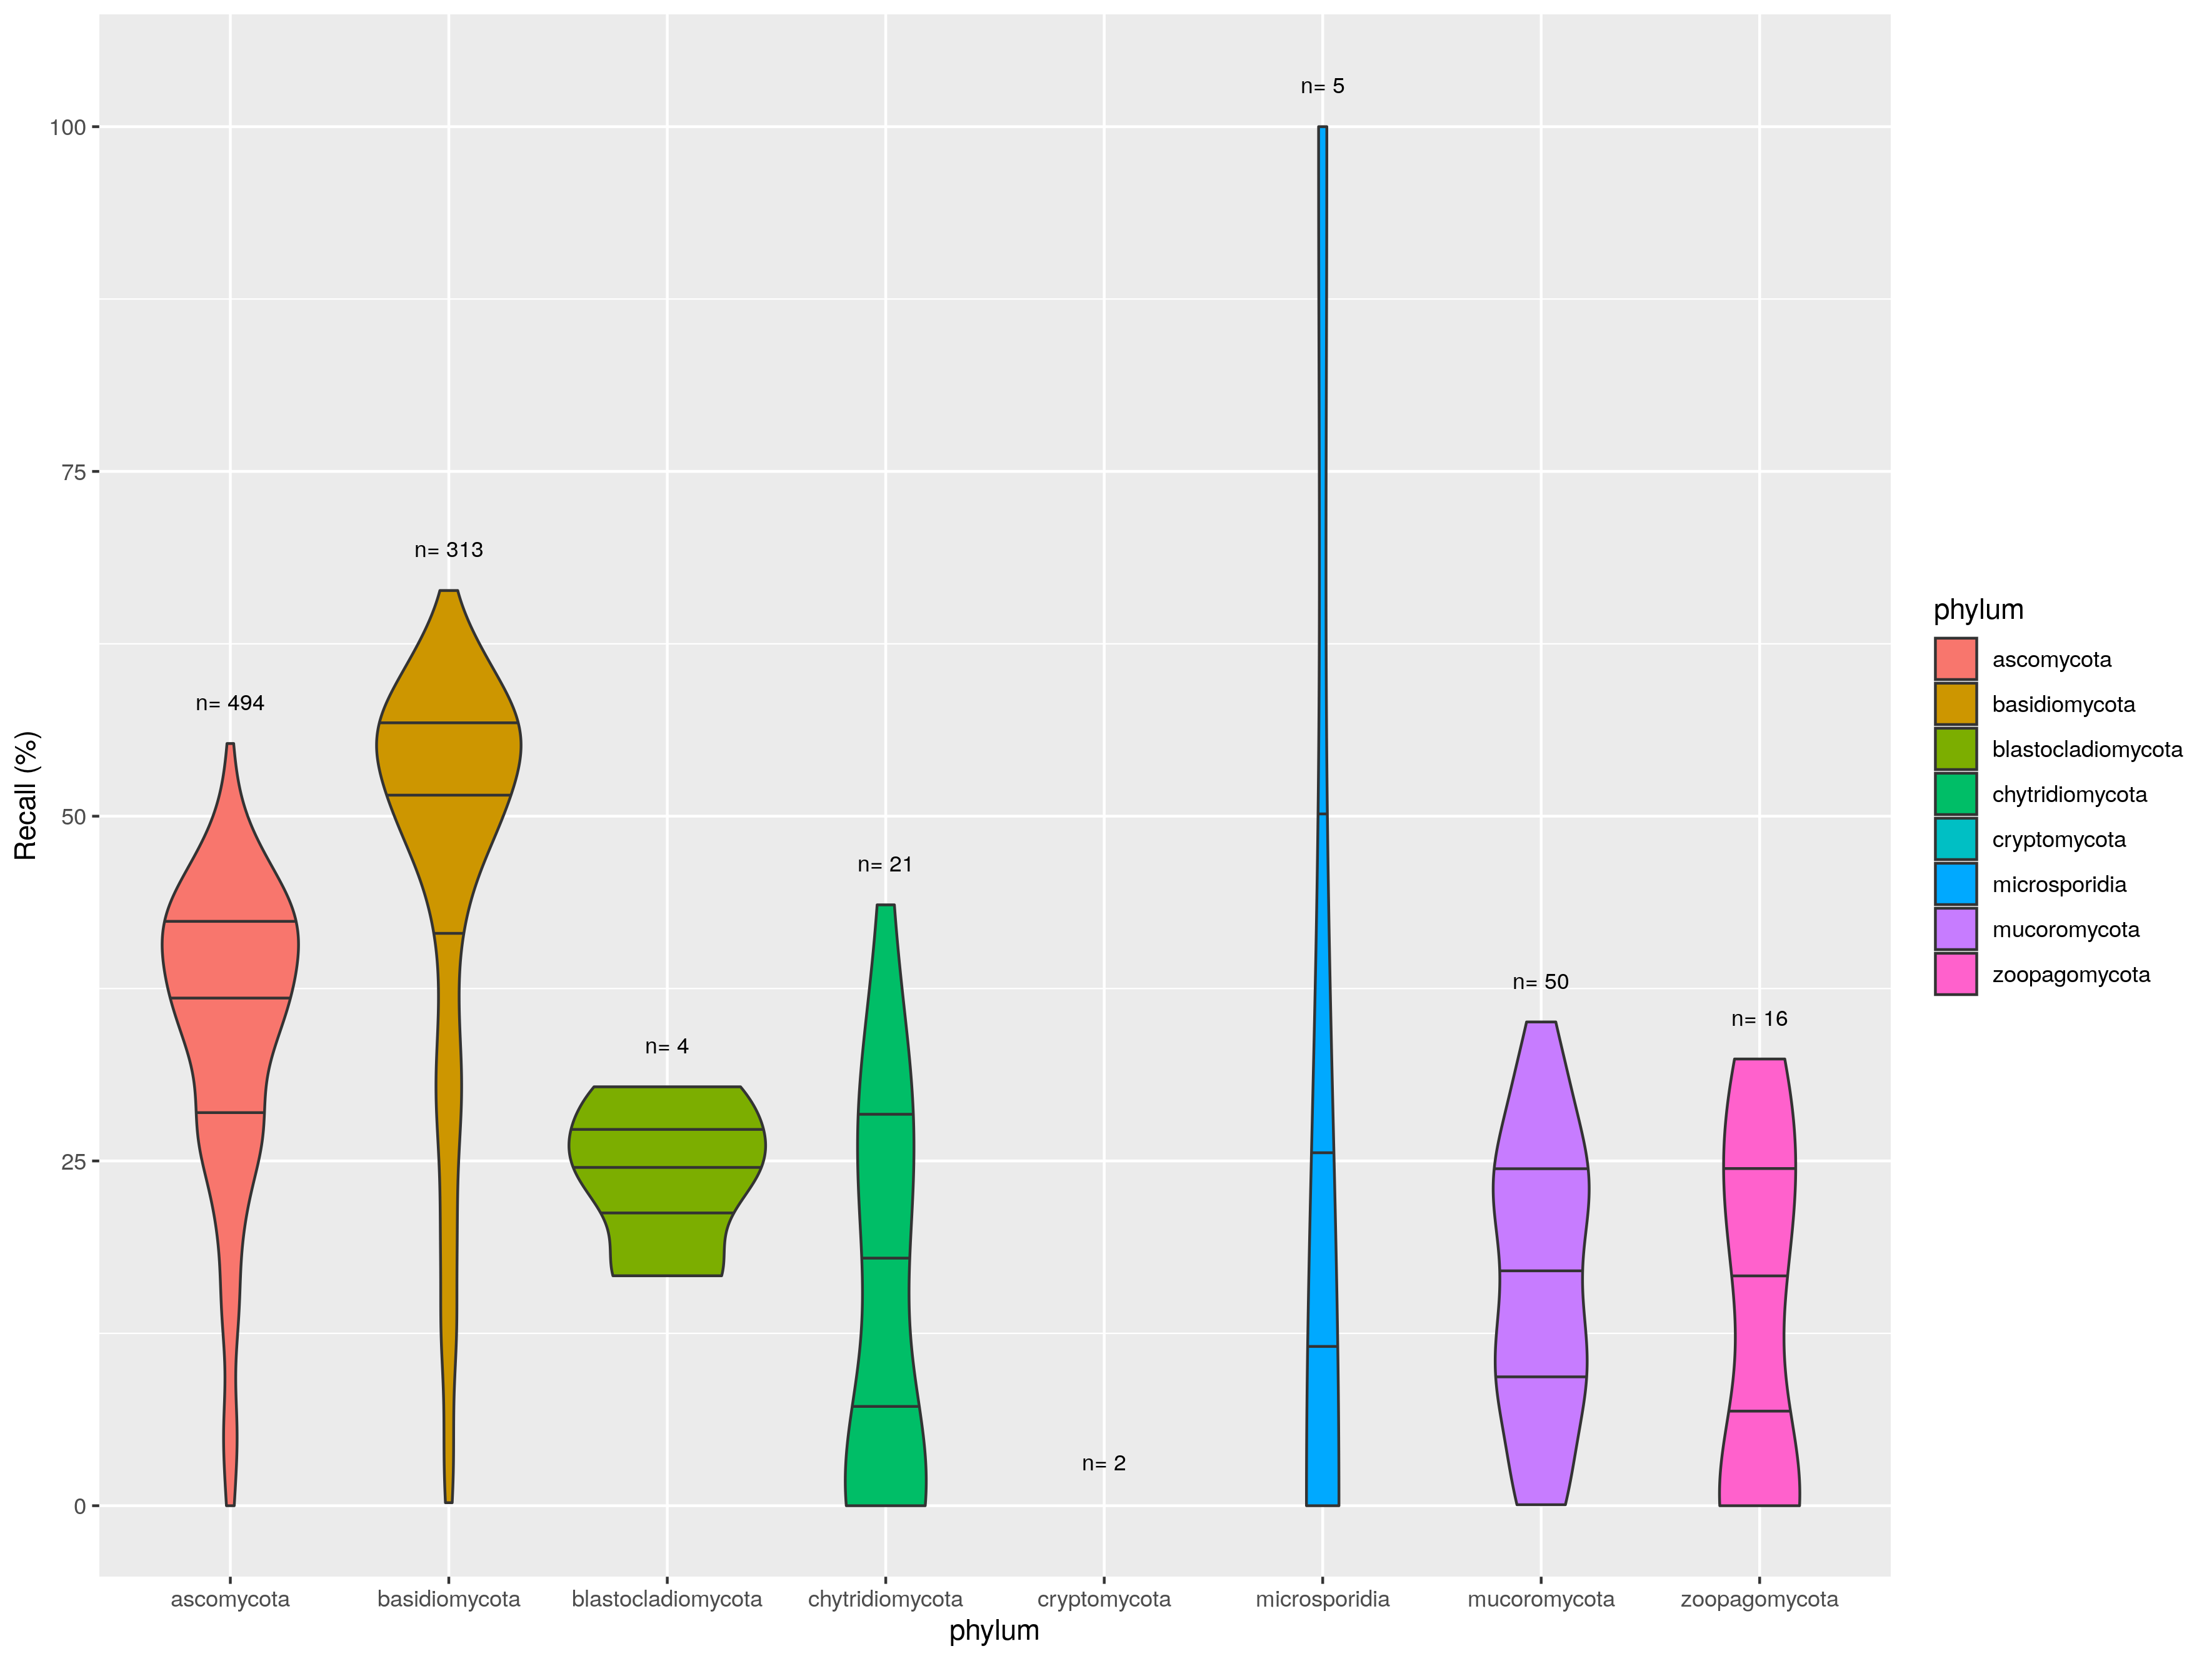 n= 5
100
75
n= 313
n= 494
50
n= 21
n= 50
n= 16
n= 4
25
n= 2
0
Recall (%)
ascomycota
basidiomycota
blastocladiomycota
chytridiomycota
cryptomycota
microsporidia
mucoromycota
zoopagomycota
phylum
phylum
ascomycota
basidiomycota
blastocladiomycota
chytridiomycota
cryptomycota
microsporidia
mucoromycota
zoopagomycota